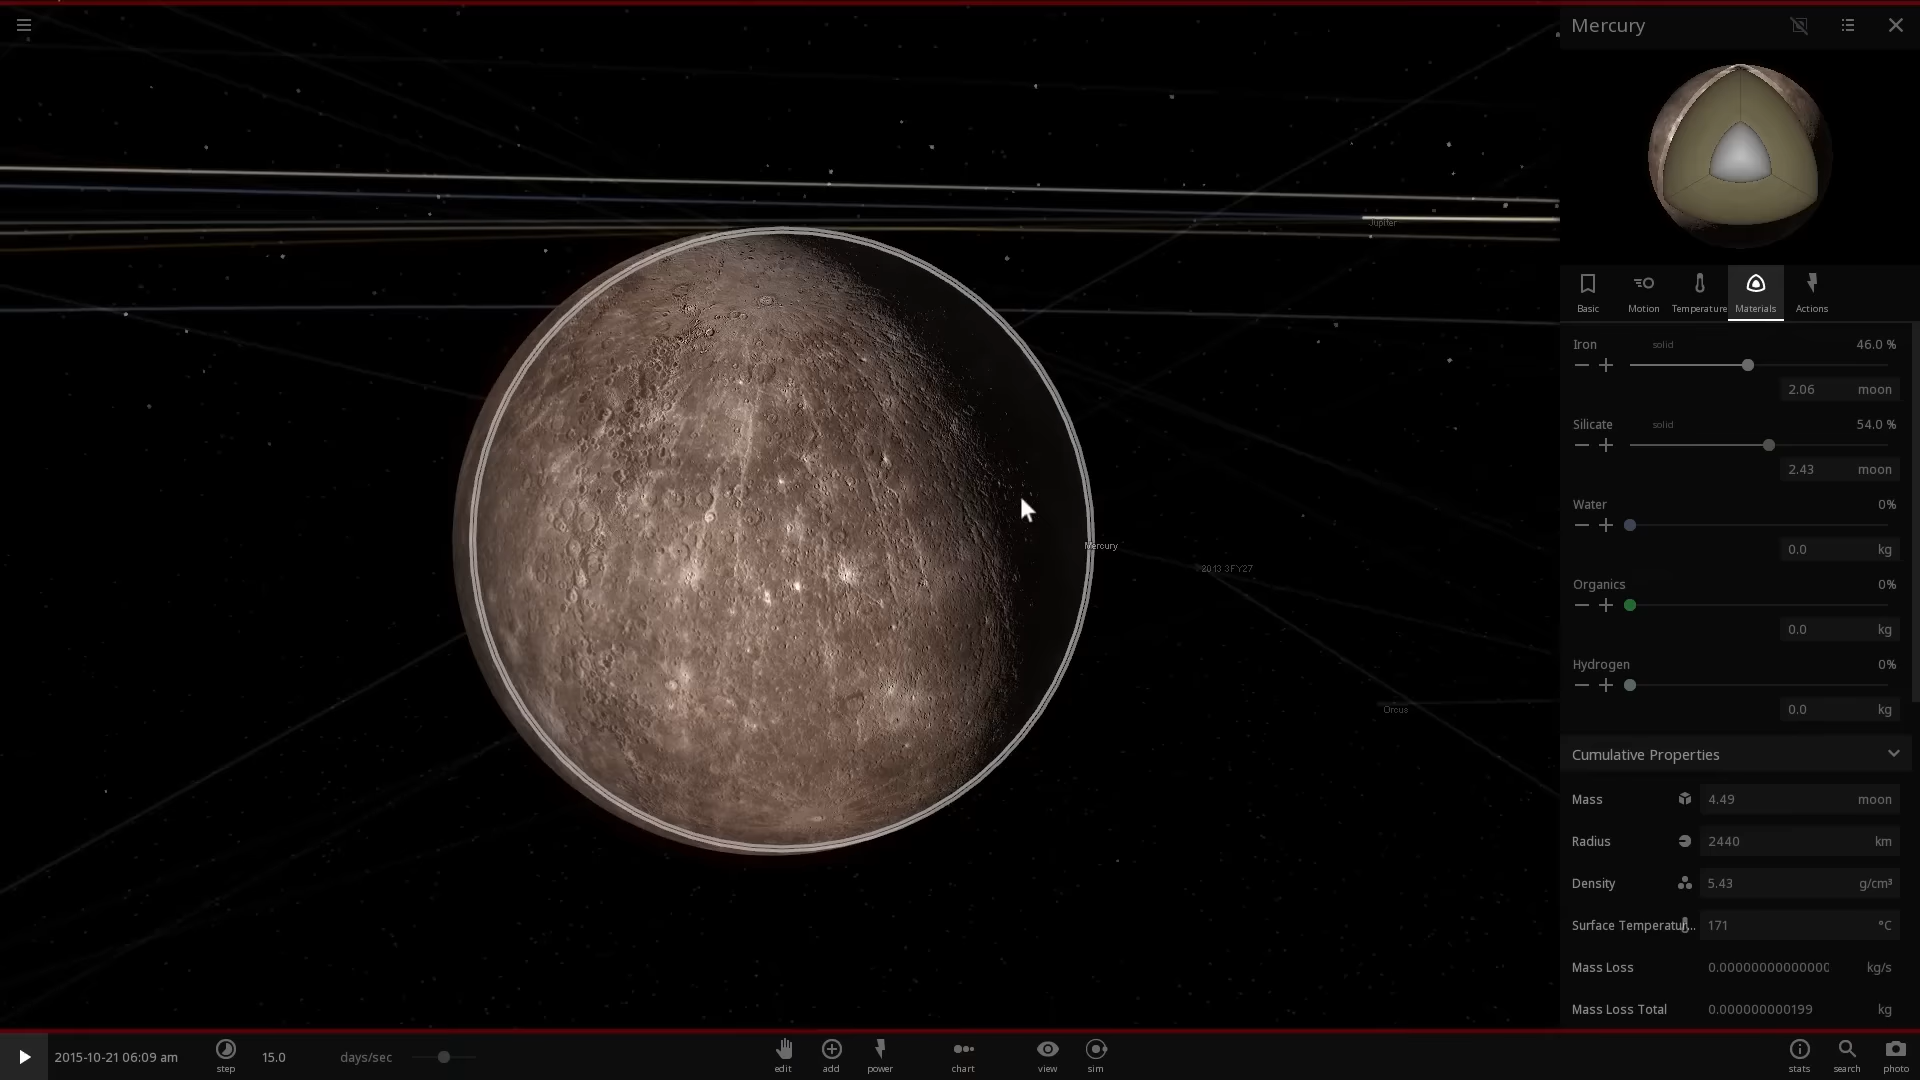 Mercury
Jupiter
Mercury
2013 3FY27
Orcus
Basic
Motion
Temperature
Materials
Actions
Iron solid 46.0 %
2.06 moon
Silicate solid 54.0 %
2.43 moon
Water 0%
0.0 kg
Organics 0%
0.0 kg
Hydrogen 0%
0.0 kg
Cumulative Properties
Mass 4.49 moon
Radius 2440 km
Density 5.43 g/cm³
Surface Temperatur... 171 °C
Mass Loss 0.00000000000000 kg/s
Mass Loss Total 0.000000000199 kg
2015-10-21 06:09 am
step
15.0 days/sec
edit
add
power
chart
view
sim
stats
search
photo